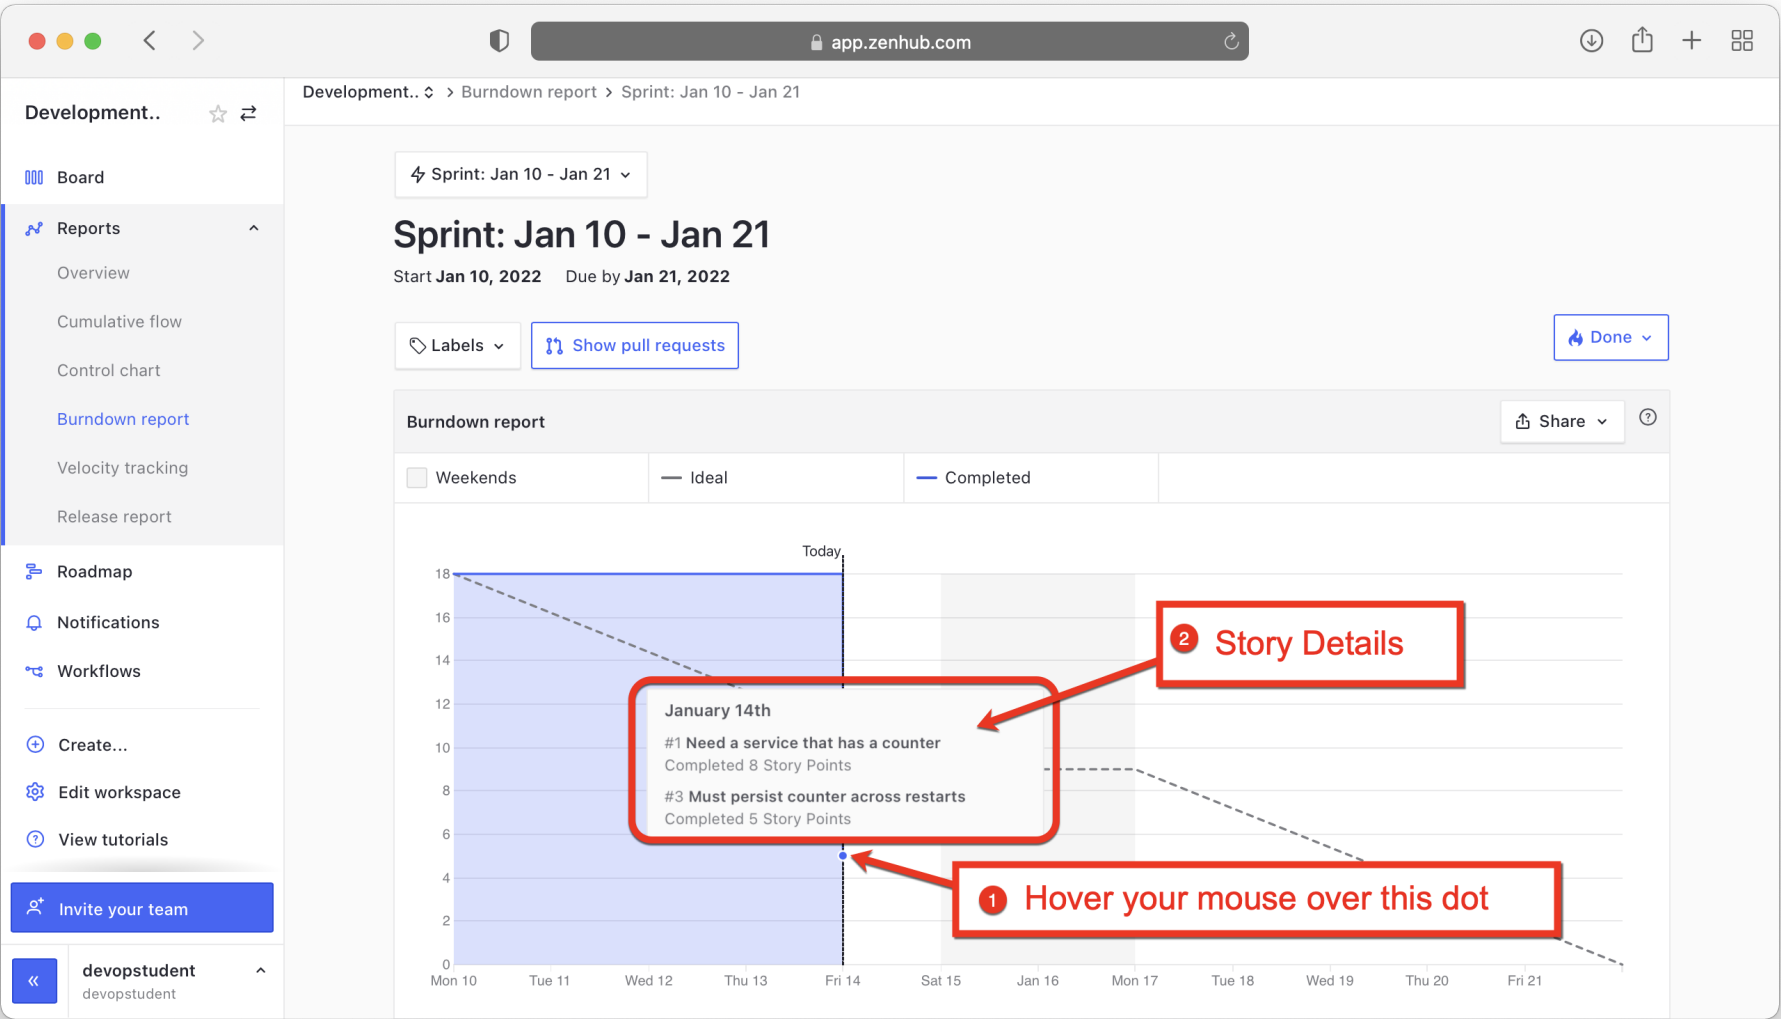 app.zenhub.com
Development..
Development.. > Burndown report > Sprint: Jan 10 - Jan 21
Board
Reports
Overview
Cumulative flow
Control chart
Burndown report
Velocity tracking
Release report
Roadmap
Notifications
Workflows
Create...
Edit workspace
View tutorials
Invite your team
«
devopstudent
devopstudent
Sprint: Jan 10 - Jan 21
Sprint: Jan 10 - Jan 21
Start Jan 10, 2022 Due by Jan 21, 2022
Labels
Show pull requests
Done
Burndown report
Share
?
Weekends
Ideal
Completed
Today
18
16
14
12
10
8
6
4
2
0
Mon 10
Tue 11
Wed 12
Thu 13
Fri 14
Sat 15
Jan 16
Mon 17
Tue 18
Wed 19
Thu 20
Fri 21
January 14th
#1 Need a service that has a counter
Completed 8 Story Points
#3 Must persist counter across restarts
Completed 5 Story Points
2 Story Details
1 Hover your mouse over this dot